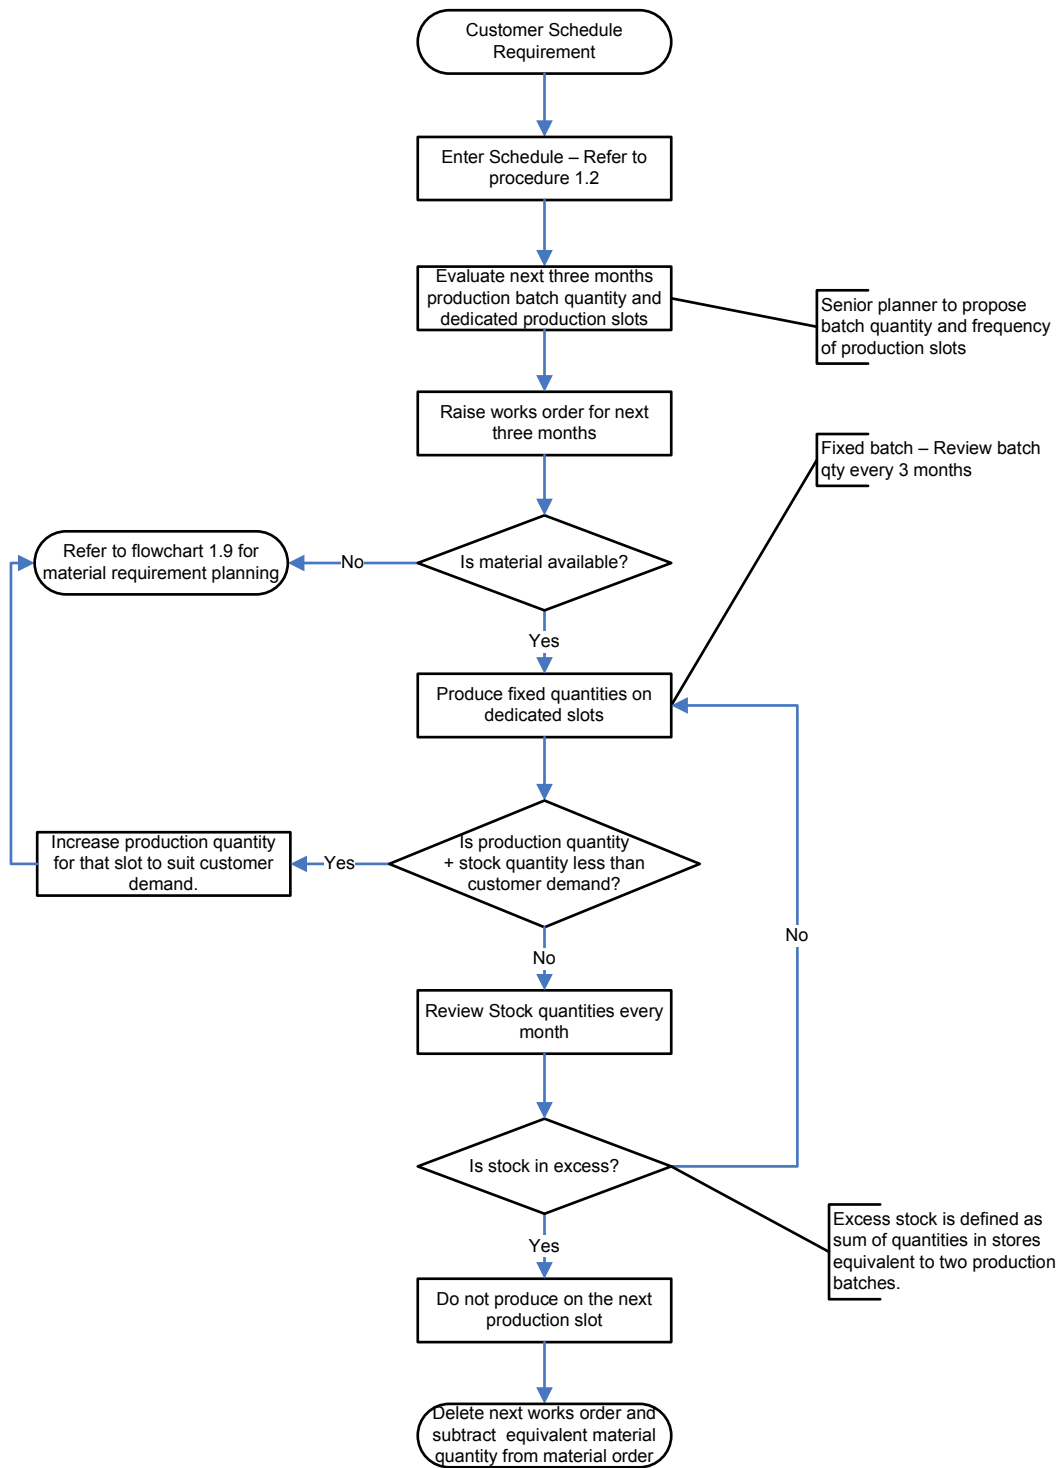 Customer Schedule
Requirement
Enter Schedule – Refer to
procedure 1.2
Evaluate next three months
production batch quantity and
dedicated production slots
Senior planner to propose
batch quantity and frequency
of production slots
Raise works order for next
three months
Fixed batch – Review batch
qty every 3 months
Is material available?
No
Refer to flowchart 1.9 for
material requirement planning
Yes
Produce fixed quantities on
dedicated slots
Is production quantity
+ stock quantity less than
customer demand?
Yes
Increase production quantity
for that slot to suit customer
demand.
No
No
Review Stock quantities every
month
Is stock in excess?
Excess stock is defined as
sum of quantities in stores
equivalent to two production
batches.
Yes
Do not produce on the next
production slot
Delete next works order and
subtract equivalent material
quantity from material order